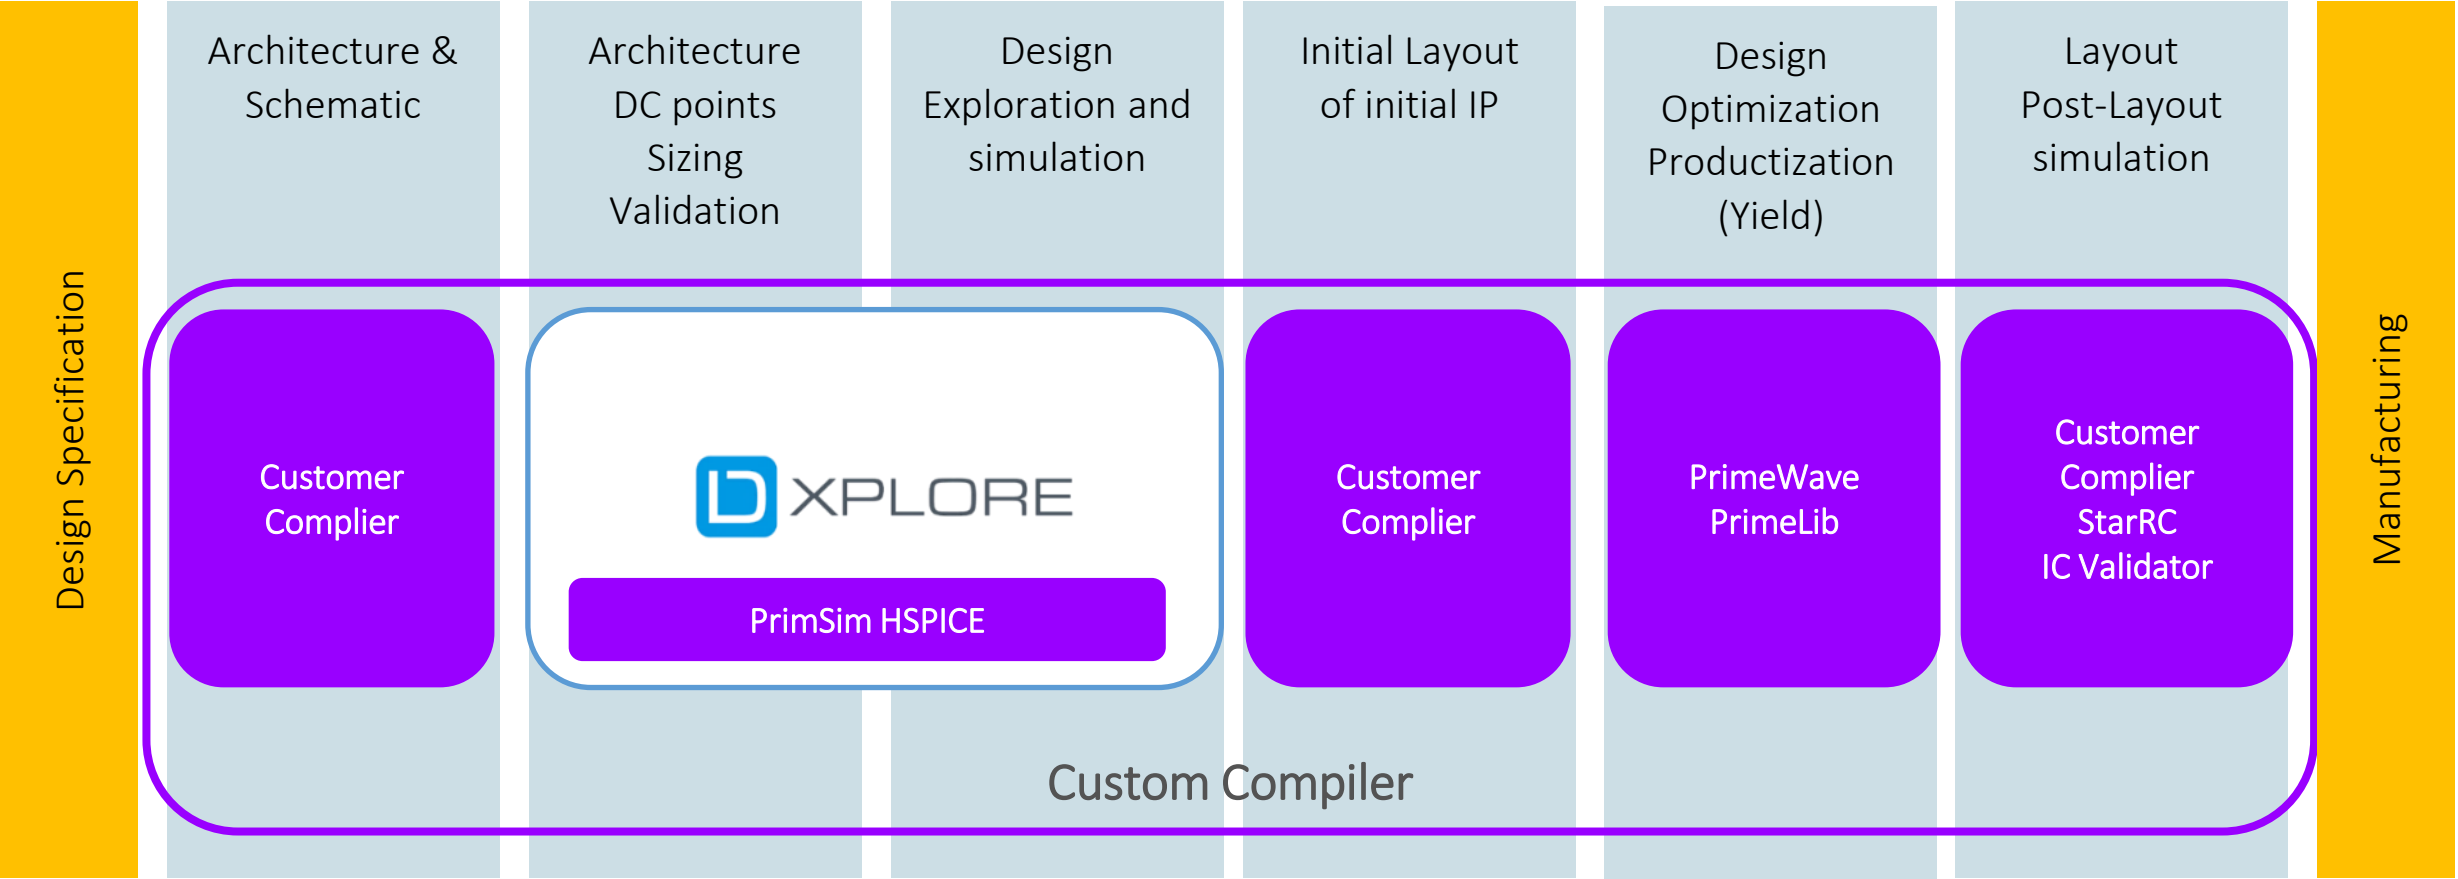 Design Specification
Architecture &
Schematic
Architecture
DC points
Sizing
Validation
Design
Exploration and
simulation
Initial Layout
of initial IP
Design
Optimization
Productization
(Yield)
Layout
Post-Layout
simulation
Customer
Complier
D XPLORE
PrimSim HSPICE
Customer
Complier
PrimeWave
PrimeLib
Customer
Complier
StarRC
IC Validator
Custom Compiler
Manufacturing